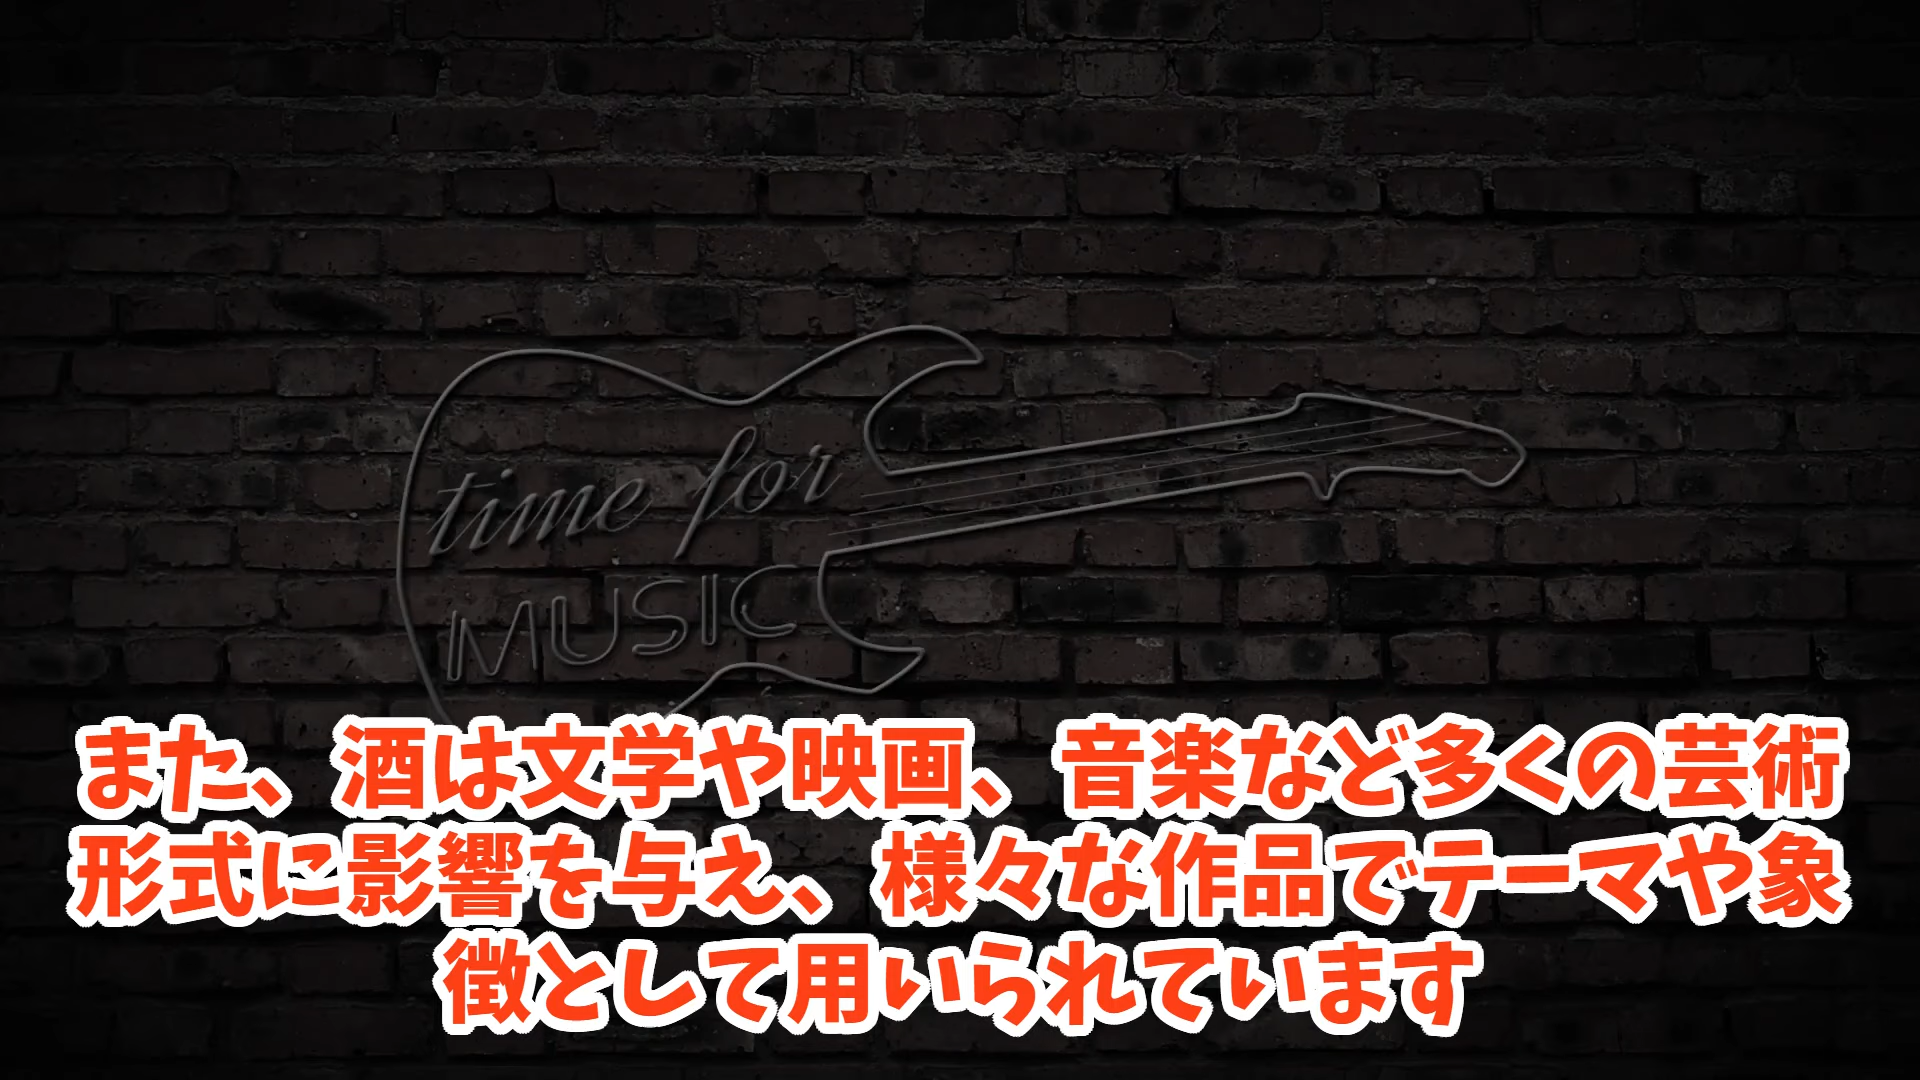 time for
MUSIC
また、酒は文学や映画、音楽など多くの芸術
形式に影響を与え、様々な作品でテーマや象
徴として用いられています